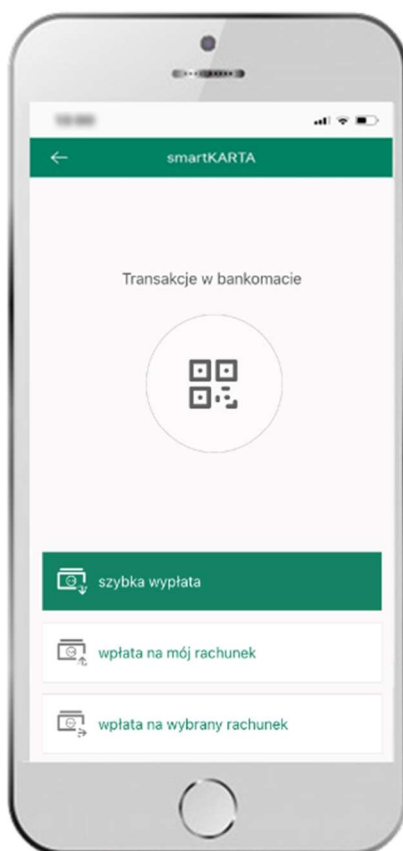 smartKARTA
Transakcje w bankomacie
szybka wypłata
wpłata na mój rachunek
wpłata na wybrany rachunek